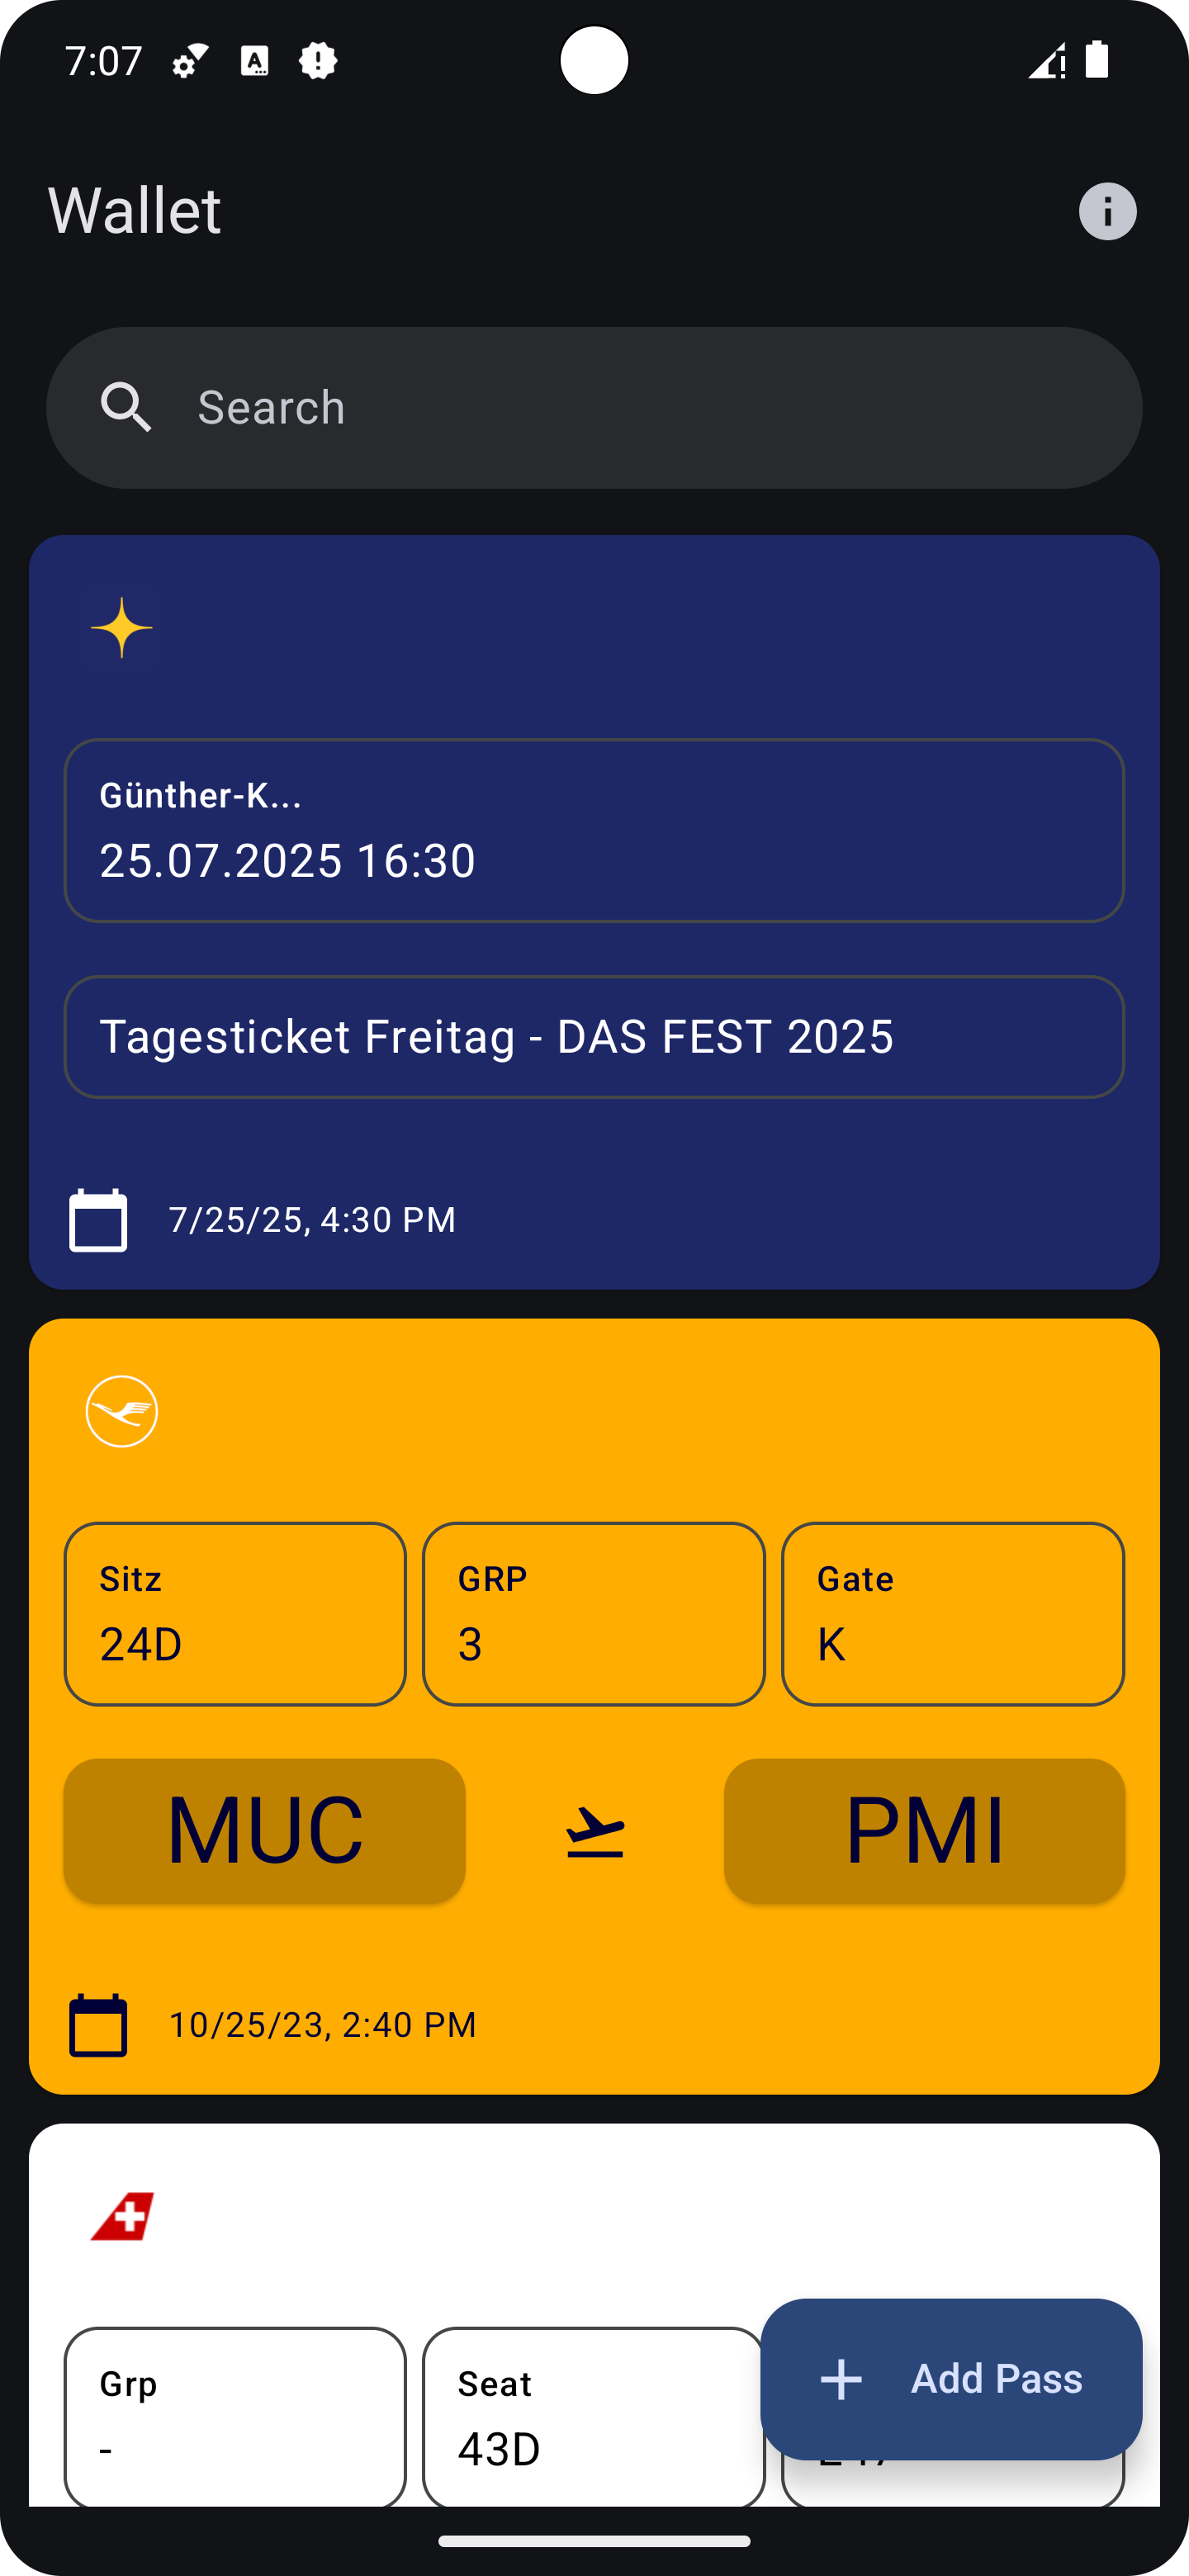 7:07
Wallet
Search
Günther-K...
25.07.2025 16:30
Tagesticket Freitag - DAS FEST 2025
7/25/25, 4:30 PM
Sitz
GRP
Gate
24D
3
K
MUC
PMI
10/25/23, 2:40 PM
Grp
Seat
-
43D
Add Pass